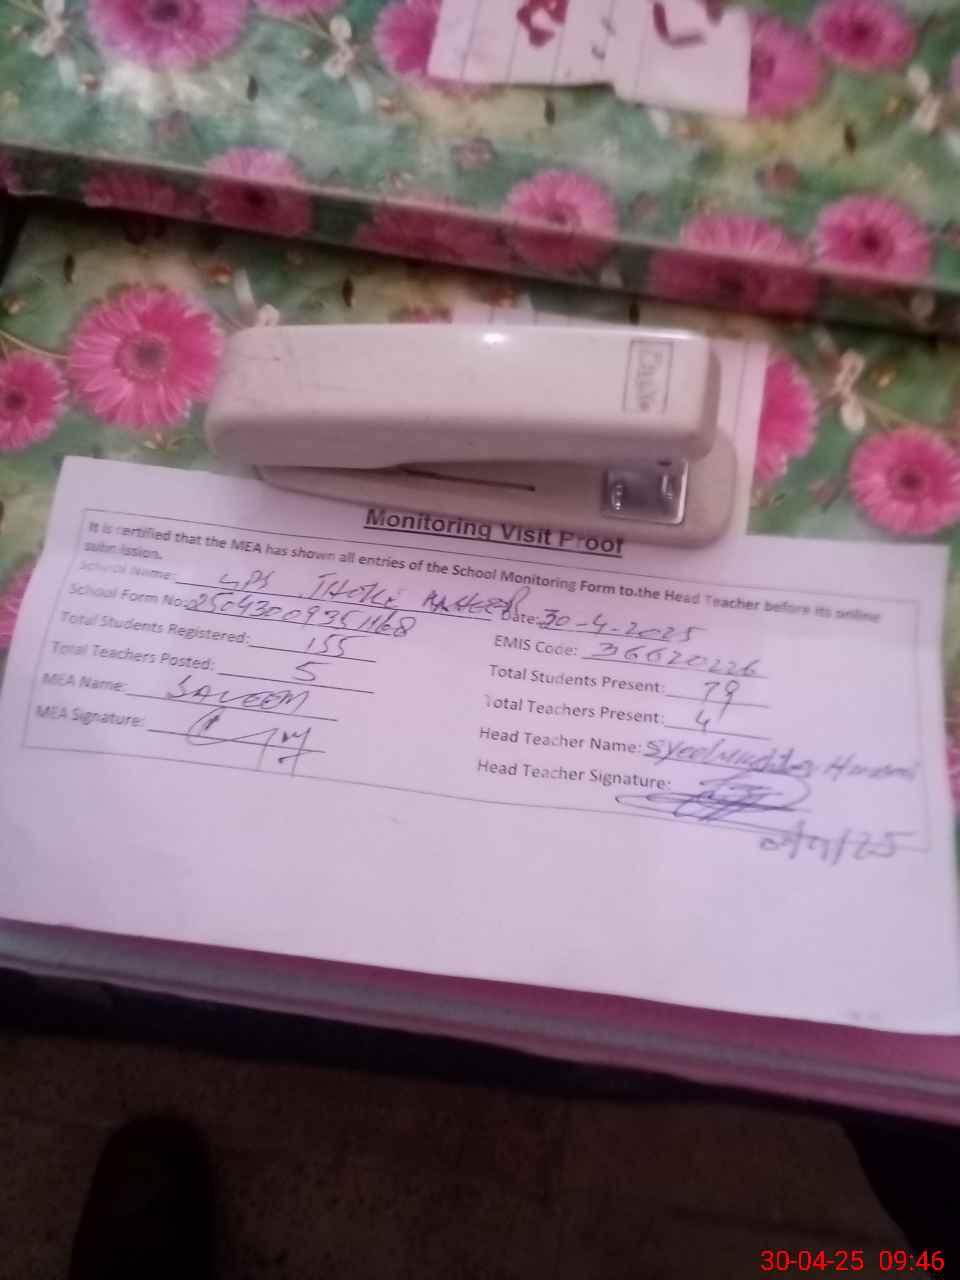 Monitoring Visit Proof
It is certified that the MEA has shown all entries of the School Monitoring Form to the Head Teacher before its online
submission.
School Name: GPS Date: 30-4-2025
School Form No: EMIS Code: 36620226
Total Students Registered: 155 Total Students Present: 79
Total Teachers Posted: 5 Total Teachers Present: 4
MEA Name: SALEEM Head Teacher Name: Syed
MEA Signature: Head Teacher Signature:
30-04-25 09:46